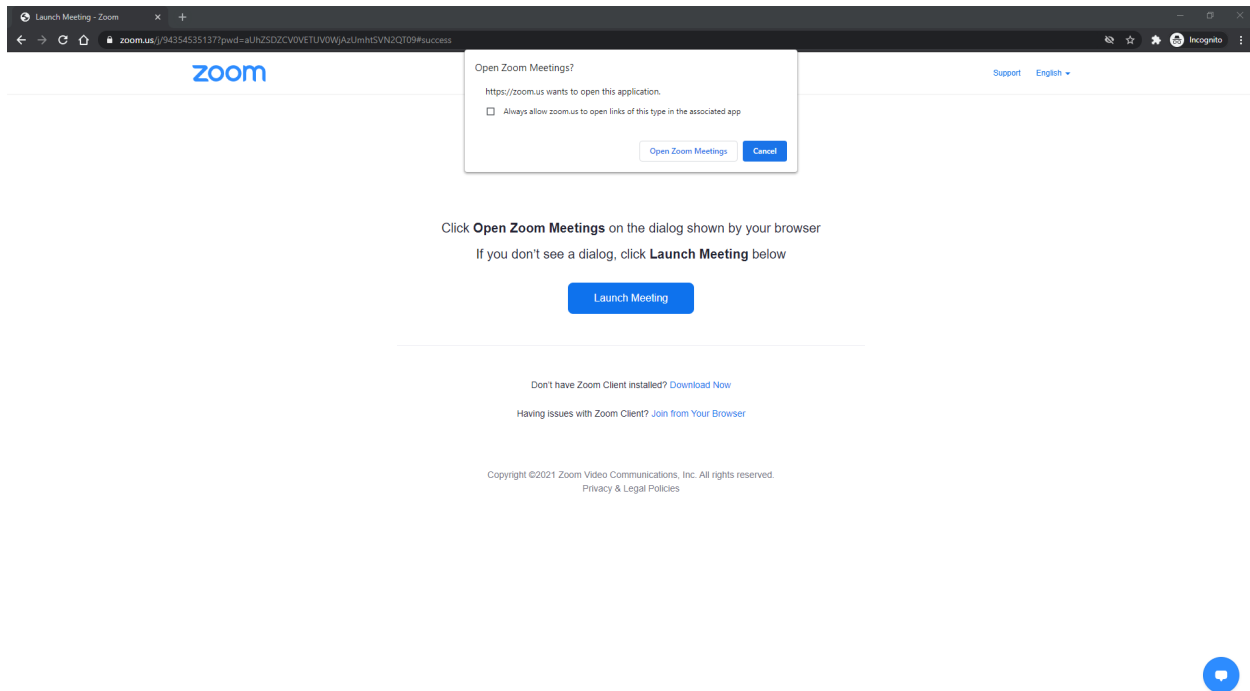 Launch Meeting - Zoom
zoom.us/j/94354535137?pwd=aUhZSDZCV0VETUV0WjAzUmhtSVN2QT09#success
Incognito
zoom
Support English
Open Zoom Meetings?
https://zoom.us wants to open this application.
Always allow zoom.us to open links of this type in the associated app
Open Zoom Meetings Cancel
Click Open Zoom Meetings on the dialog shown by your browser
If you don't see a dialog, click Launch Meeting below
Launch Meeting
Don't have Zoom Client installed? Download Now
Having issues with Zoom Client? Join from Your Browser
Copyright ©2021 Zoom Video Communications, Inc. All rights reserved.
Privacy & Legal Policies